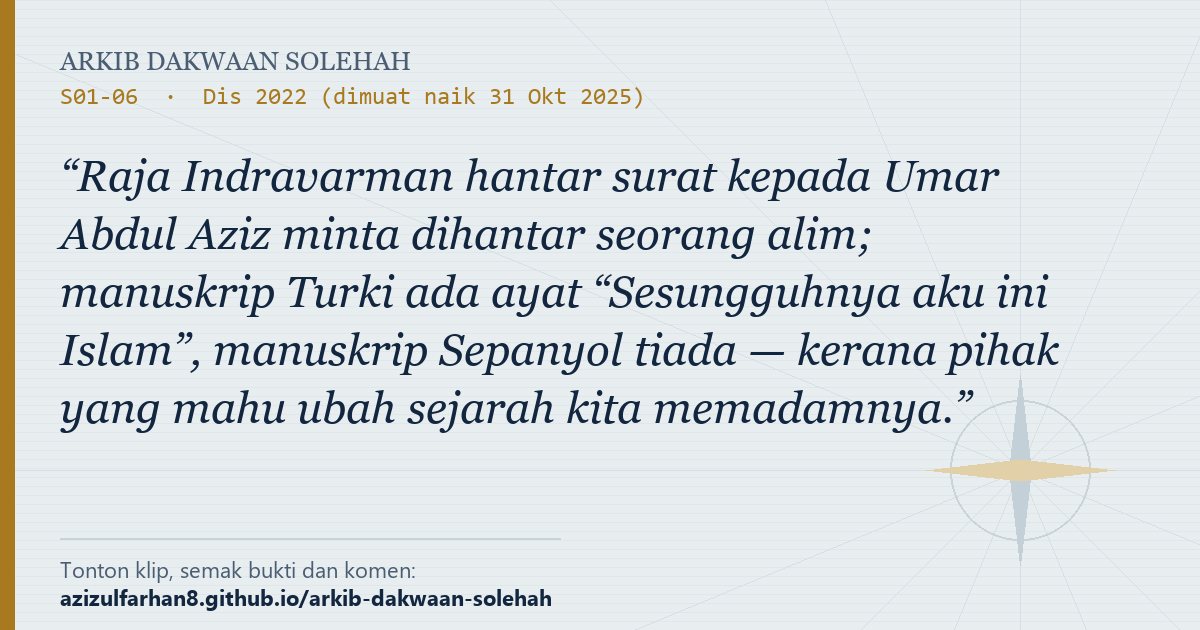 ARKIB DAKWAAN SOLEHAH
S01-06 · Dis 2022 (dimuat naik 31 Okt 2025)
“Raja Indravarman hantar surat kepada Umar
Abdul Aziz minta dihantar seorang alim;
manuskrip Turki ada ayat “Sesungguhnya aku ini
Islam”, manuskrip Sepanyol tiada — kerana pihak
yang mahu ubah sejarah kita memadamnya.”
Tonton klip, semak bukti dan komen:
azizulfarhan8.github.io/arkib-dakwaan-solehah